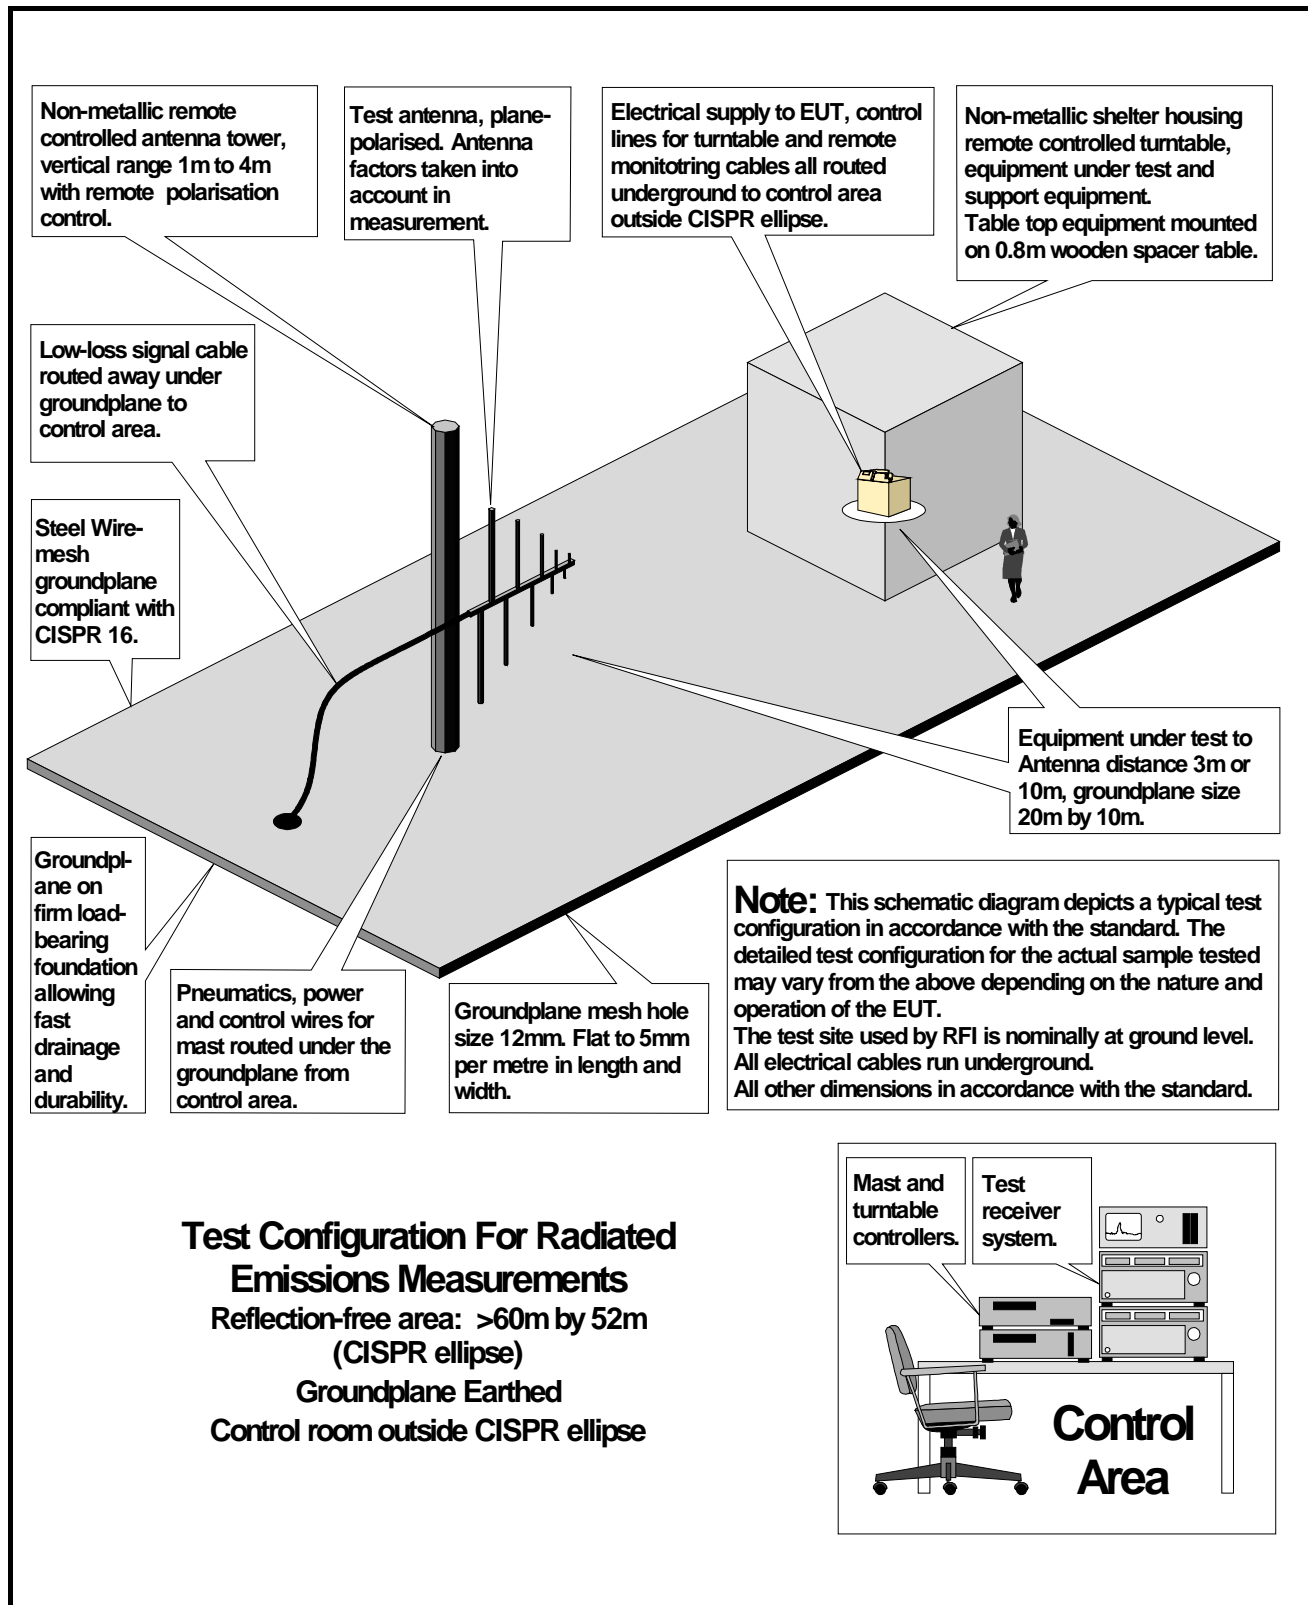 Non-metallic remote
controlled antenna tower,
vertical range 1m to 4m
with remote polarisation
control.
Test antenna, plane-
polarised. Antenna
factors taken into
account in
measurement.
Electrical supply to EUT, control
lines for turntable and remote
monitotring cables all routed
underground to control area
outside CISPR ellipse.
Non-metallic shelter housing
remote controlled turntable,
equipment under test and
support equipment.
Table top equipment mounted
on 0.8m wooden spacer table.
Low-loss signal cable
routed away under
groundplane to
control area.
Steel Wire-
mesh
groundplane
compliant with
CISPR 16.
Equipment under test to
Antenna distance 3m or
10m, groundplane size
20m by 10m.
Groundpl-
ane on
firm load-
bearing
foundation
allowing
fast
drainage
and
durability.
Pneumatics, power
and control wires for
mast routed under the
groundplane from
control area.
Groundplane mesh hole
size 12mm. Flat to 5mm
per metre in length and
width.
Note: This schematic diagram depicts a typical test
configuration in accordance with the standard. The
detailed test configuration for the actual sample tested
may vary from the above depending on the nature and
operation of the EUT.
The test site used by RFI is nominally at ground level.
All electrical cables run underground.
All other dimensions in accordance with the standard.
Test Configuration For Radiated
Emissions Measurements
Reflection-free area: >60m by 52m
(CISPR ellipse)
Groundplane Earthed
Control room outside CISPR ellipse
Mast and
turntable
controllers.
Test
receiver
system.
Control
Area